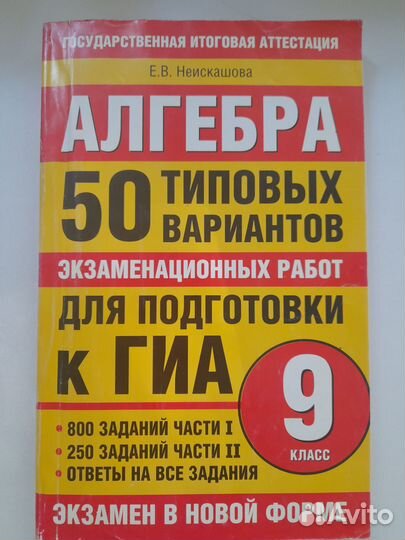 ГОСУДАРСТВЕННАЯ ИТОГОВАЯ АТТЕСТАЦИЯ
Е.В. Неискашова
АЛГЕБРА
50 ТИПОВЫХ
ВАРИАНТОВ
ЭКЗАМЕНАЦИОННЫХ РАБОТ
ДЛЯ ПОДГОТОВКИ
К ГИА
9
КЛАСС
• 800 ЗАДАНИЙ ЧАСТИ I
• 250 ЗАДАНИЙ ЧАСТИ II
• ОТВЕТЫ НА ВСЕ ЗАДАНИЯ
ЭКЗАМЕН В НОВОЙ ФОРМЕ
Avito